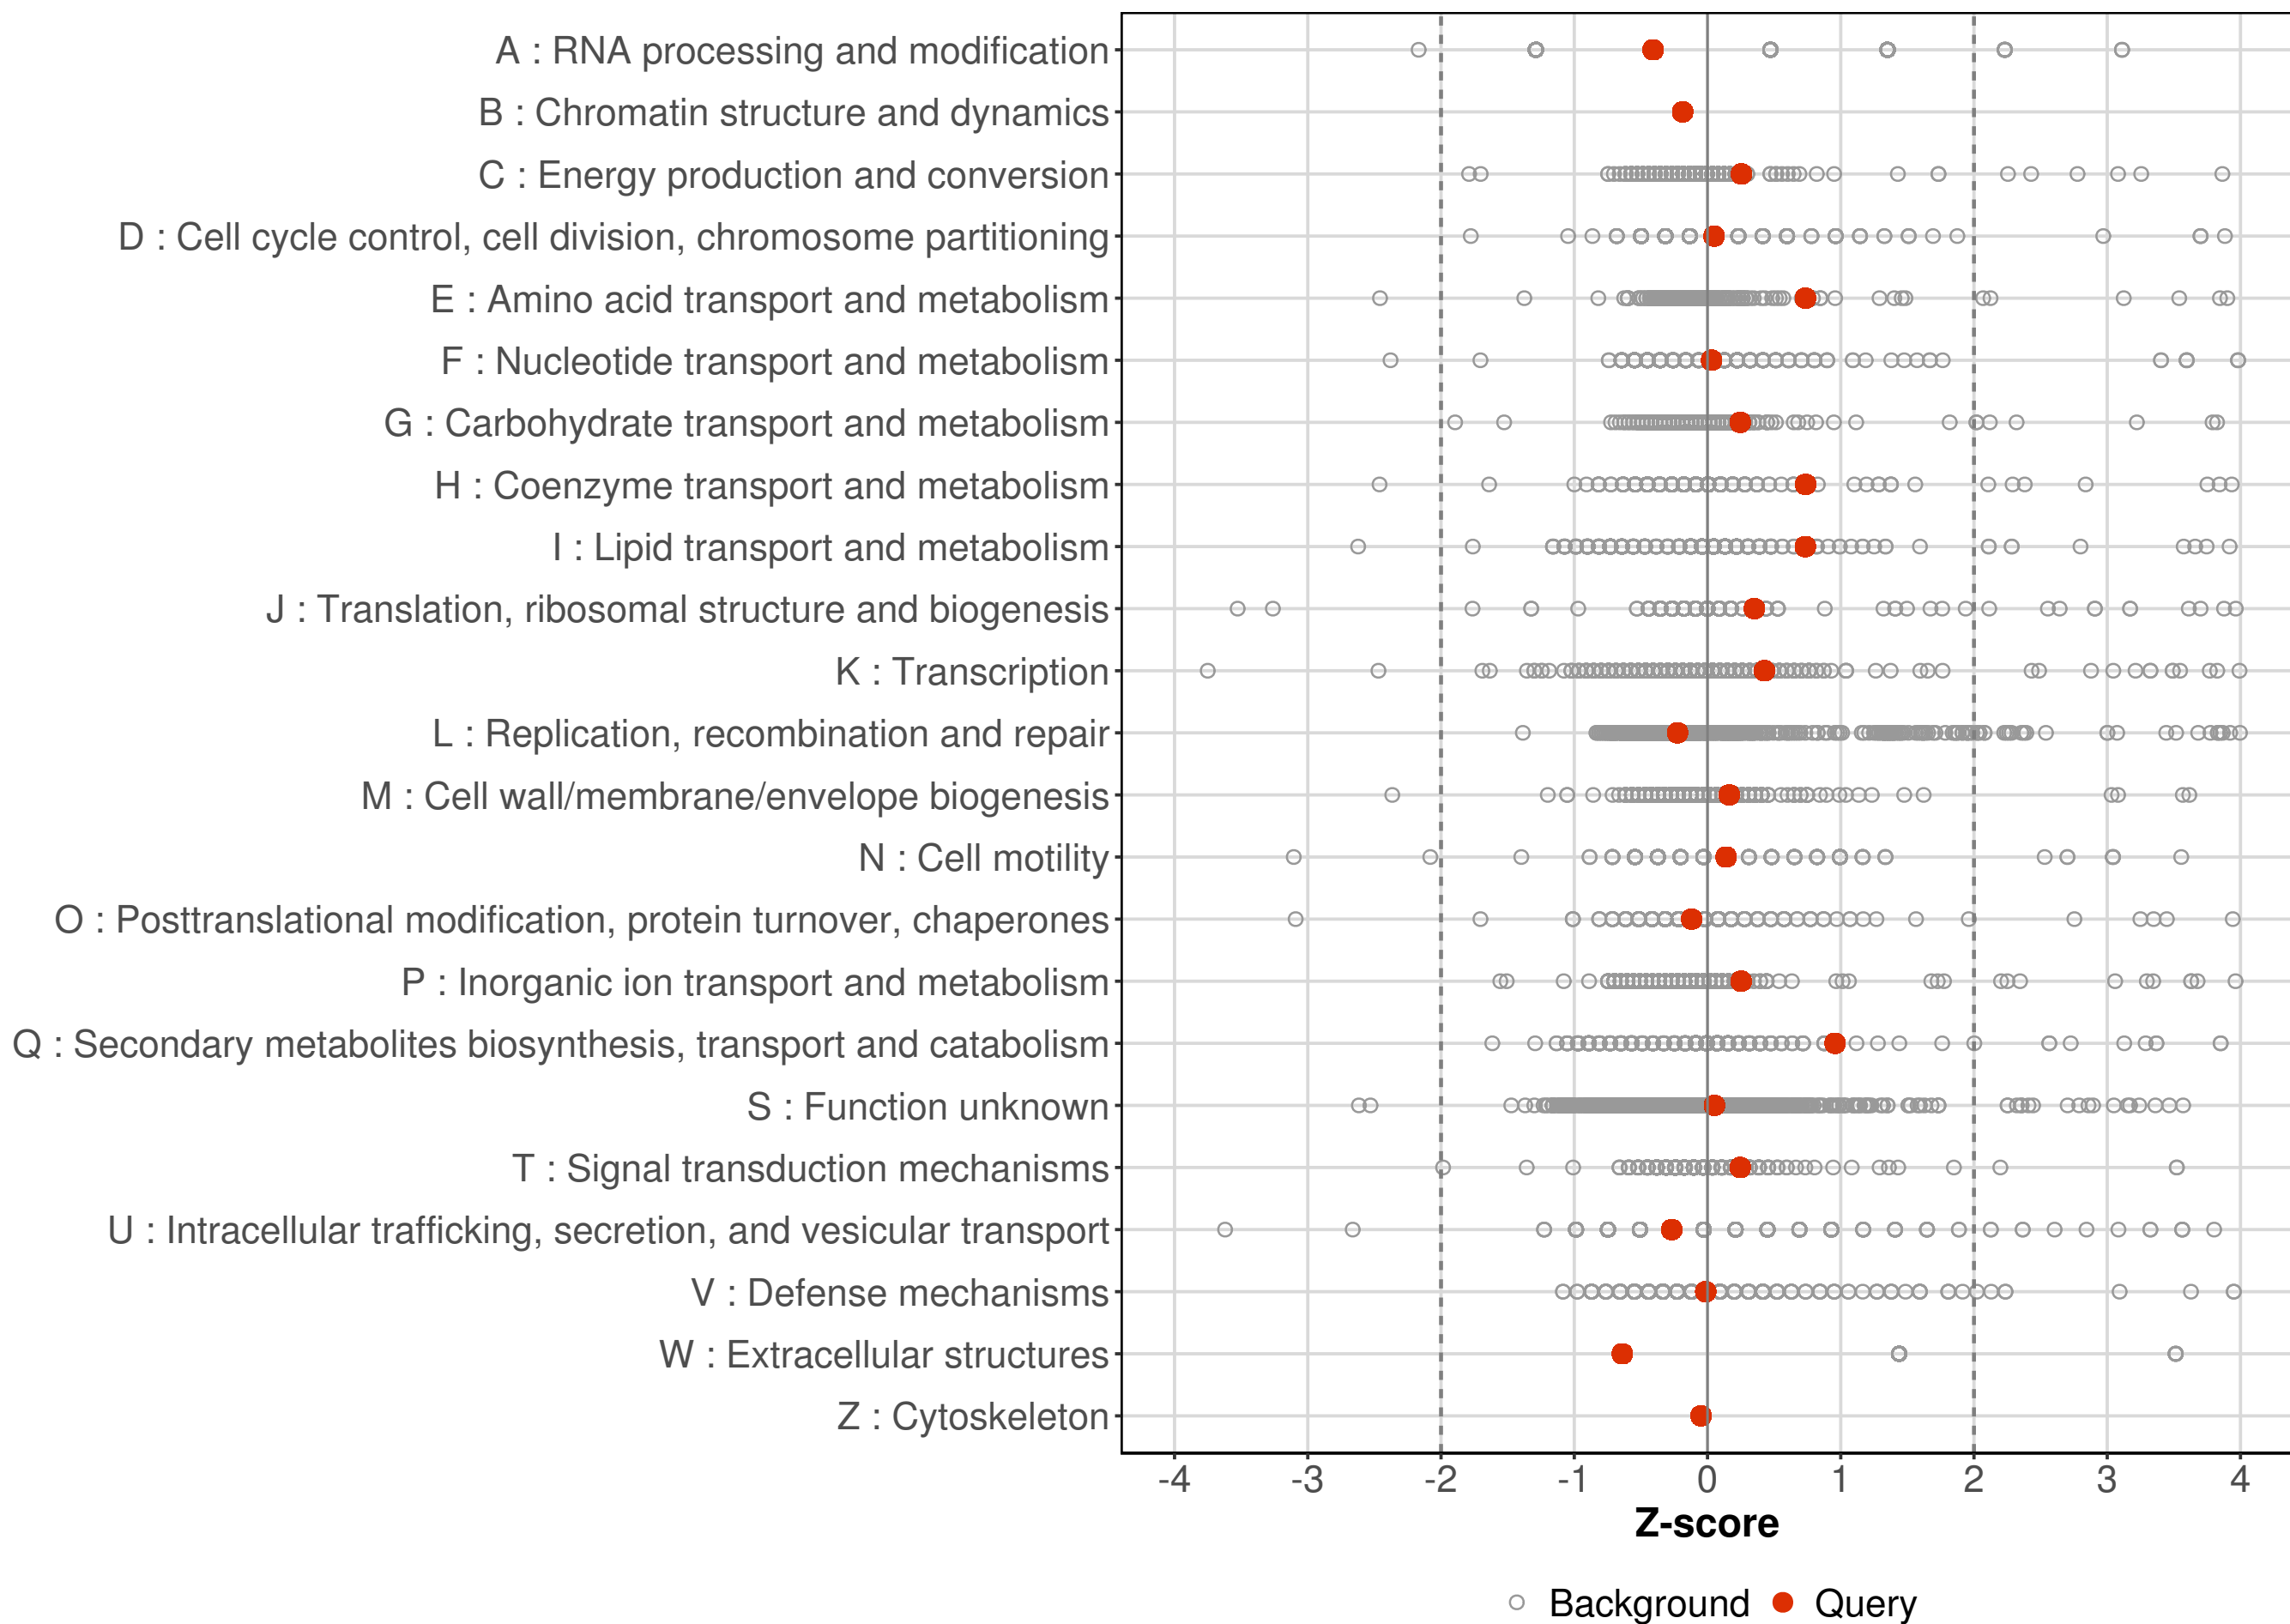 A : RNA processing and modification
B : Chromatin structure and dynamics
C : Energy production and conversion
D : Cell cycle control, cell division, chromosome partitioning
E : Amino acid transport and metabolism
F : Nucleotide transport and metabolism
G : Carbohydrate transport and metabolism
H : Coenzyme transport and metabolism
I : Lipid transport and metabolism
J : Translation, ribosomal structure and biogenesis
K : Transcription
L : Replication, recombination and repair
M : Cell wall/membrane/envelope biogenesis
N : Cell motility
O : Posttranslational modification, protein turnover, chaperones
P : Inorganic ion transport and metabolism
Q : Secondary metabolites biosynthesis, transport and catabolism
S : Function unknown
T : Signal transduction mechanisms
U : Intracellular trafficking, secretion, and vesicular transport
V : Defense mechanisms
W : Extracellular structures
Z : Cytoskeleton
-4 -3 -2 -1 0 1 2 3 4
Z-score
Background Query